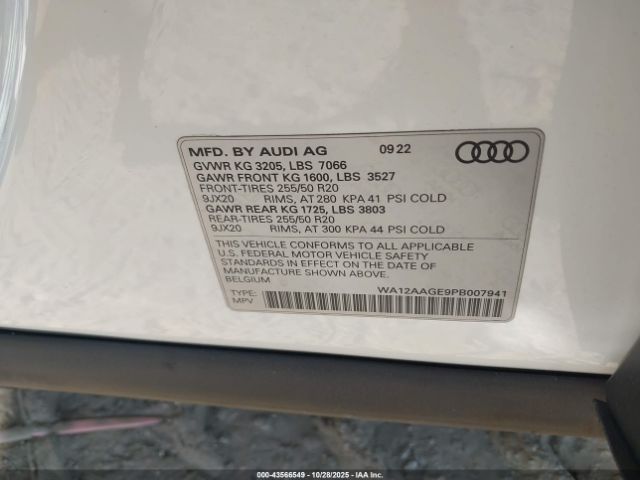 MFD. BY AUDI AG 09 22
GVWR KG 3205, LBS 7066
GAWR FRONT KG 1600, LBS 3527
FRONT-TIRES 255/50 R20
9JX20 RIMS, AT 280 KPA 41 PSI COLD
GAWR REAR KG 1725, LBS 3803
REAR-TIRES 255/50 R20
9JX20 RIMS, AT 300 KPA 44 PSI COLD
THIS VEHICLE CONFORMS TO ALL APPLICABLE
U.S. FEDERAL MOTOR VEHICLE SAFETY
STANDARDS IN EFFECT ON THE DATE OF
MANUFACTURE SHOWN ABOVE.
BELGIUM
WA12AAGE9PB007941
TYPE:
MPV
©2000-43566549 | 10/28/2025 - IAA, Inc.